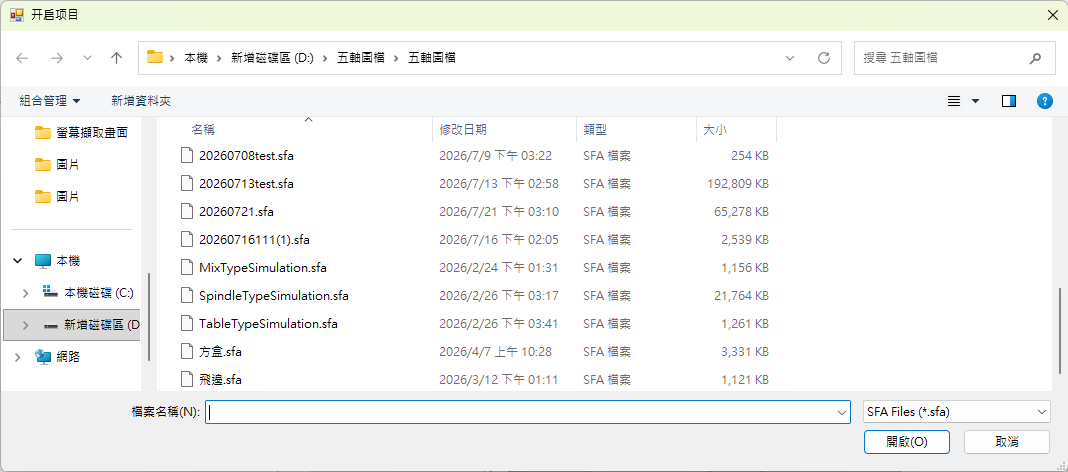 开启项目
本機 > 新增磁碟區 (D:) > 五軸圖檔 > 五軸圖檔
搜尋 五軸圖檔
組合管理 新增資料夾
螢幕擷取畫面
圖片
圖片
本機
本機磁碟 (C:)
新增磁碟區 (D
網路
名稱 修改日期 類型 大小
20260708test.sfa 2026/7/9 下午 03:22 SFA 檔案 254 KB
20260713test.sfa 2026/7/13 下午 02:58 SFA 檔案 192,809 KB
20260721.sfa 2026/7/21 下午 03:10 SFA 檔案 65,278 KB
20260716111(1).sfa 2026/7/16 下午 02:05 SFA 檔案 2,539 KB
MixTypeSimulation.sfa 2026/2/24 下午 01:31 SFA 檔案 1,156 KB
SpindleTypeSimulation.sfa 2026/2/26 下午 03:17 SFA 檔案 21,764 KB
TableTypeSimulation.sfa 2026/2/26 下午 03:41 SFA 檔案 1,261 KB
方盒.sfa 2026/4/7 上午 10:28 SFA 檔案 3,331 KB
飛邊.sfa 2026/3/12 下午 01:11 SFA 檔案 1,121 KB
檔案名稱(N):
SFA Files (*.sfa)
開啟(O) 取消